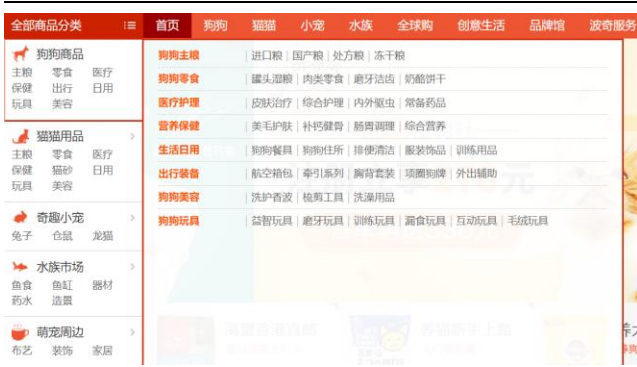 全部商品分类 首页 狗狗 猫猫 小宠 水族 全球购 创意生活 品牌馆 波奇服务
狗狗商品
主粮 零食 医疗
保健 出行 日用
玩具 美容
猫猫用品
主粮 零食 医疗
保健 猫砂 日用
玩具 美容
奇趣小宠
兔子 仓鼠 龙猫
水族市场
鱼食 鱼缸 器材
药水 造景
萌宠周边
布艺 装饰 家居
狗狗主粮 | 进口粮 | 国产粮 | 处方粮 | 冻干粮
狗狗零食 | 罐头湿粮 | 肉类零食 | 磨牙洁齿 | 奶酪饼干
医疗护理 | 皮肤治疗 | 综合护理 | 内外驱虫 | 常备药品
营养保健 | 美毛护肤 | 补钙健骨 | 肠胃调理 | 综合营养
生活日用 | 狗狗餐具 | 狗狗住所 | 排便清洁 | 服装饰品 | 训练用品
出行装备 | 航空箱包 | 牵引系列 | 胸背套装 | 项圈狗牌 | 外出辅助
狗狗美容 | 洗护香波 | 梳剪工具 | 洗澡用品
狗狗玩具 | 益智玩具 | 磨牙玩具 | 训练玩具 | 漏食玩具 | 互动玩具 | 毛绒玩具